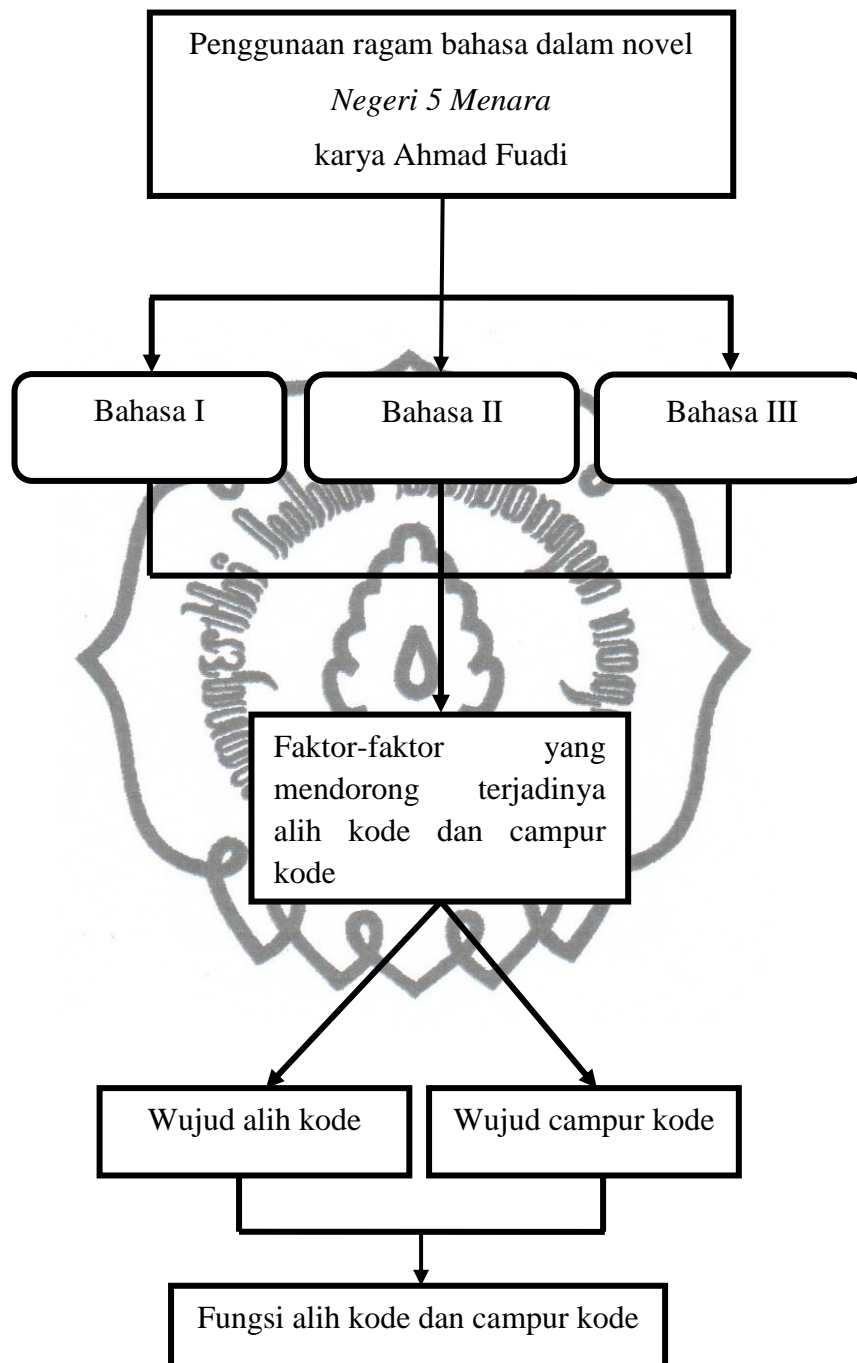 Penggunaan ragam bahasa dalam novel
Negeri 5 Menara
karya Ahmad Fuadi
Bahasa I
Bahasa II
Bahasa III
Faktor-faktor yang
mendorong terjadinya
alih kode dan campur
kode
Wujud alih kode
Wujud campur kode
Fungsi alih kode dan campur kode